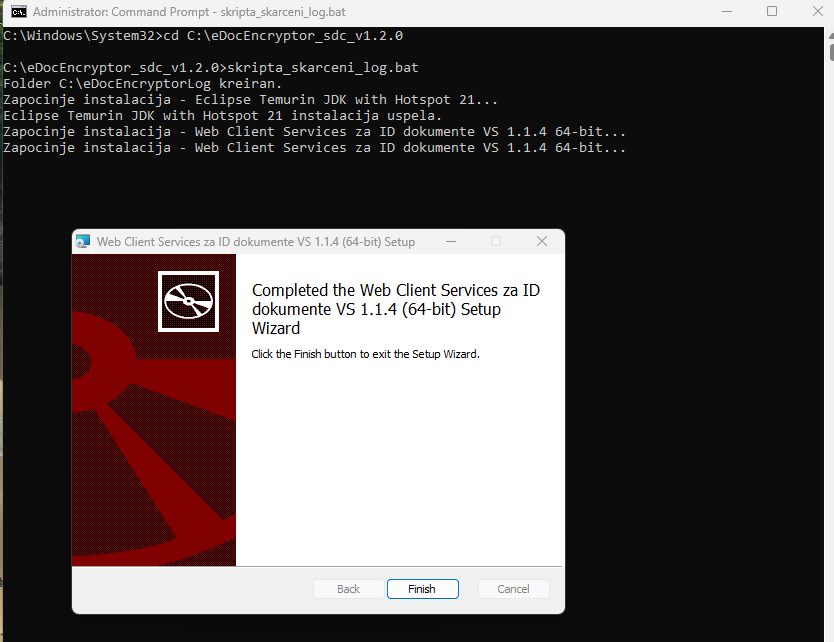 Administrator: Command Prompt - skripta_skarceni_log.bat
C:\Windows\System32>cd C:\eDocEncryptor_sdc_v1.2.0
C:\eDocEncryptor_sdc_v1.2.0>skripta_skarceni_log.bat
Folder C:\eDocEncryptorLog kreiran.
Zapocinje instalacija - Eclipse Temurin JDK with Hotspot 21...
Eclipse Temurin JDK with Hotspot 21 instalacija uspela.
Zapocinje instalacija - Web Client Services za ID dokumente VS 1.1.4 64-bit...
Zapocinje instalacija - Web Client Services za ID dokumente VS 1.1.4 64-bit...
Web Client Services za ID dokumente VS 1.1.4 (64-bit) Setup
Completed the Web Client Services za ID
dokumente VS 1.1.4 (64-bit) Setup
Wizard
Click the Finish button to exit the Setup Wizard.
Back Finish Cancel